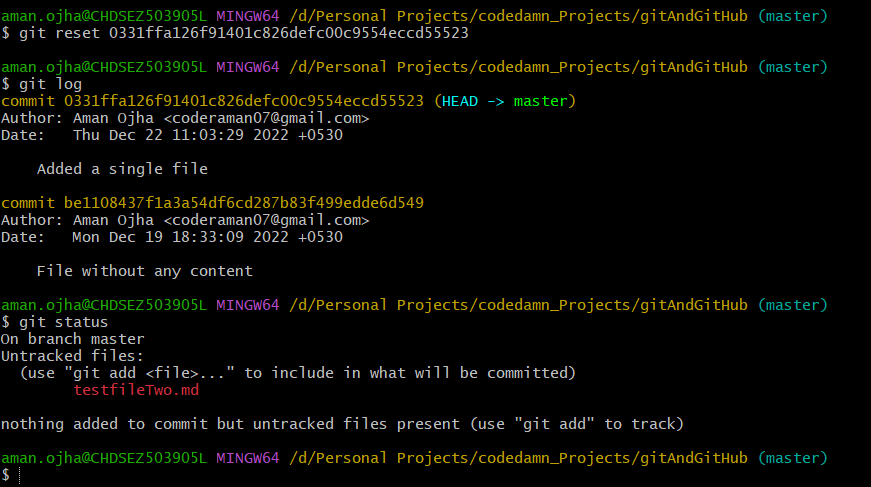 aman.ojha@CHDSEZ503905L MINGW64 /d/Personal Projects/codedamn_Projects/gitAndGitHub (master)
$ git reset 0331ffa126f91401c826defc00c9554eccd55523
aman.ojha@CHDSEZ503905L MINGW64 /d/Personal Projects/codedamn_Projects/gitAndGitHub (master)
$ git log
commit 0331ffa126f91401c826defc00c9554eccd55523 (HEAD -> master)
Author: Aman Ojha <coderaman07@gmail.com>
Date:   Thu Dec 22 11:03:29 2022 +0530
    Added a single file
commit be1108437f1a3a54df6cd287b83f499edde6d549
Author: Aman Ojha <coderaman07@gmail.com>
Date:   Mon Dec 19 18:33:09 2022 +0530
    File without any content
aman.ojha@CHDSEZ503905L MINGW64 /d/Personal Projects/codedamn_Projects/gitAndGitHub (master)
$ git status
On branch master
Untracked files:
  (use "git add <file>..." to include in what will be committed)
        testfileTwo.md
nothing added to commit but untracked files present (use "git add" to track)
aman.ojha@CHDSEZ503905L MINGW64 /d/Personal Projects/codedamn_Projects/gitAndGitHub (master)
$